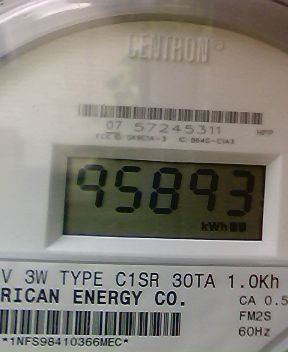 CENTRON®
07 57245311
95893
kWh
V 3W TYPE C1SR 30TA 1.0Kh
RICAN ENERGY CO.
CA 0.5
FM2S
60Hz
*1NFS98410366MEC*